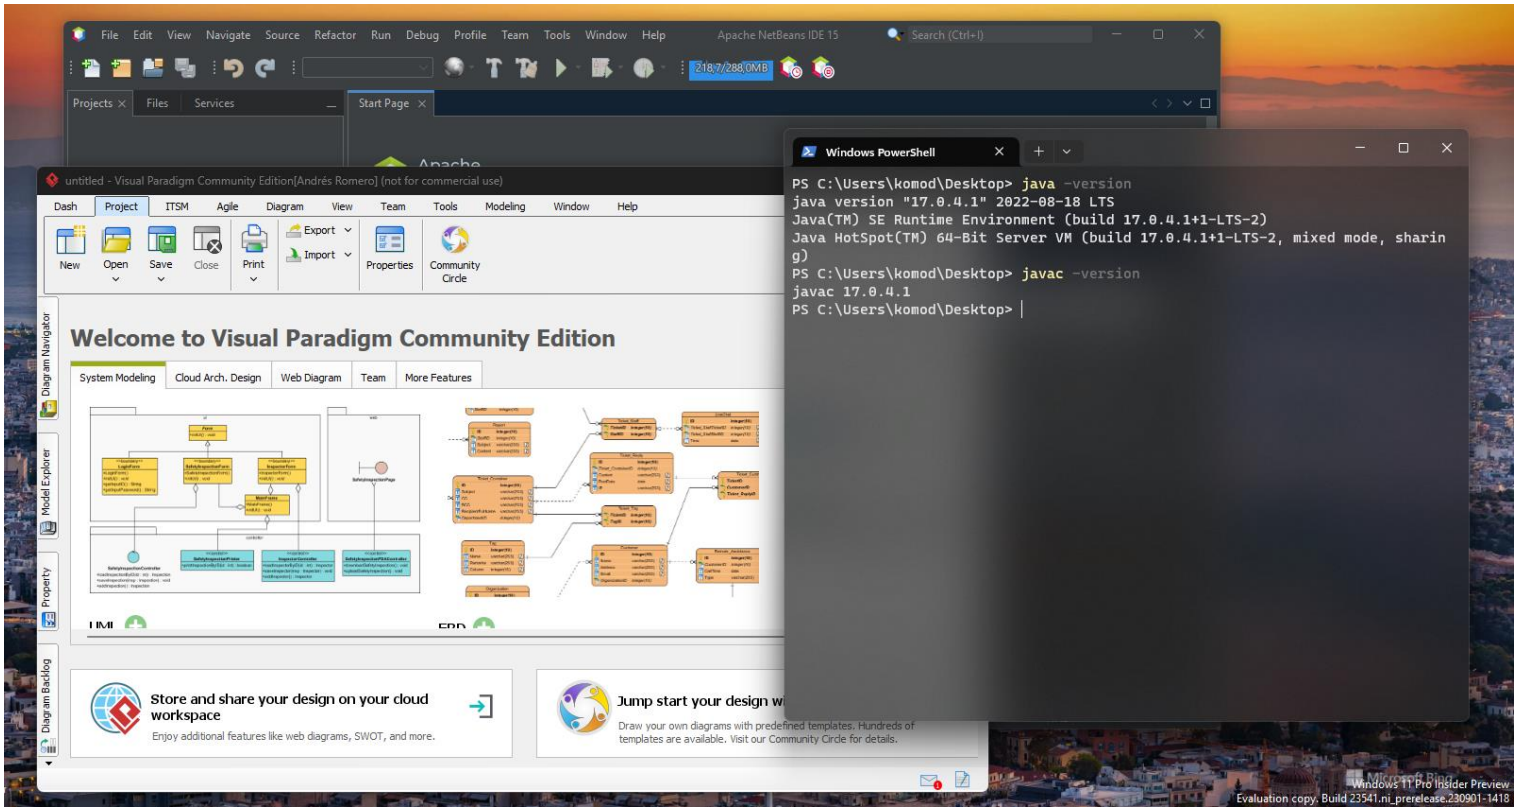 File Edit View Navigate Source Refactor Run Debug Profile Team Tools Window Help Apache NetBeans IDE 15 Search (Ctrl+I)
218,7/288,0MB
Projects Files Services Start Page
Apache
untitled - Visual Paradigm Community Edition[Andrés Romero] (not for commercial use)
Dash Project ITSM Agile Diagram View Team Tools Modeling Window Help
Export
Import
New Open Save Close Print Properties Community Circle
Diagram Navigator
Model Explorer
Property
Diagram Backlog
Welcome to Visual Paradigm Community Edition
System Modeling Cloud Arch. Design Web Diagram Team More Features
UML ERD
Store and share your design on your cloud
workspace
Enjoy additional features like web diagrams, SWOT, and more.
Jump start your design wi
Draw your own diagrams with predefined templates. Hundreds of
templates are available. Visit our Community Circle for details.
Windows PowerShell
PS C:\Users\komod\Desktop> java -version
java version "17.0.4.1" 2022-08-18 LTS
Java(TM) SE Runtime Environment (build 17.0.4.1+1-LTS-2)
Java HotSpot(TM) 64-Bit Server VM (build 17.0.4.1+1-LTS-2, mixed mode, sharin
g)
PS C:\Users\komod\Desktop> javac -version
javac 17.0.4.1
PS C:\Users\komod\Desktop>
Microsoft Bing
Windows 11 Pro Insider Preview
Evaluation copy. Build 23541.ni_prerelease.230901-1418